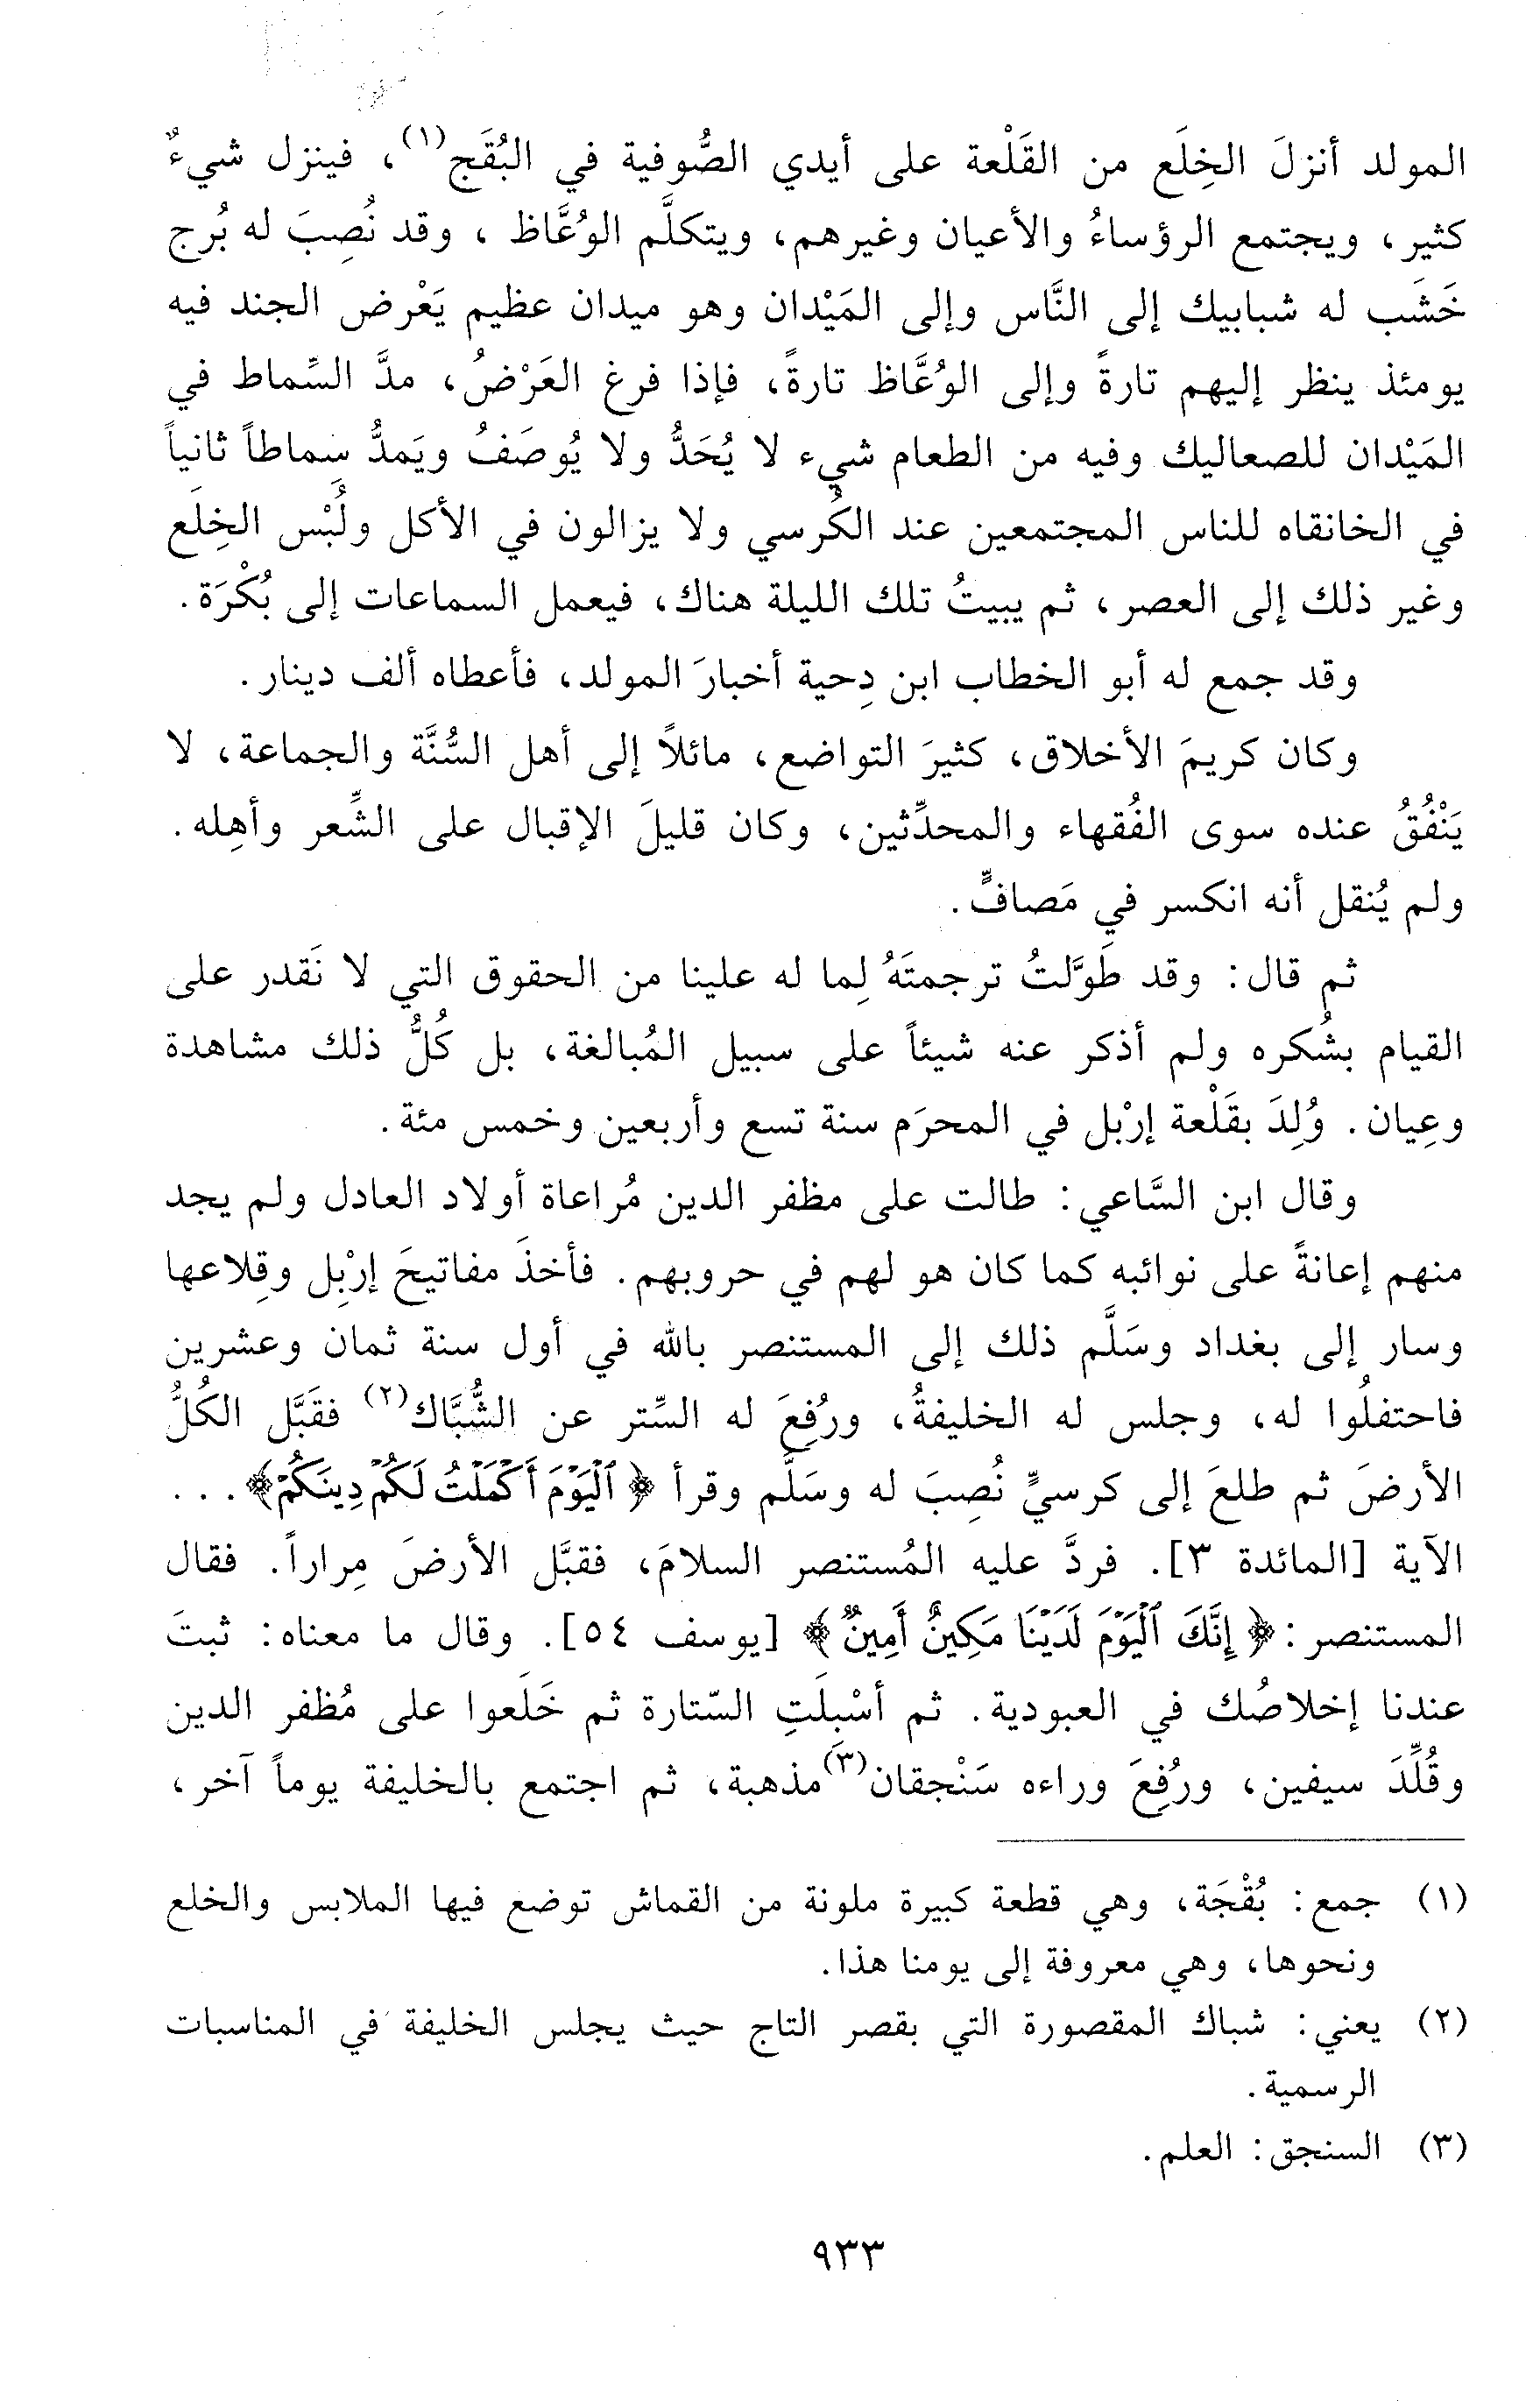 المولد أنزلَ الخِلَع من القَلْعة على أيدي الصُّوفية في البُقَج(١)، فينزل شيءٌ
كثير، ويجتمع الرؤساءُ والأعيان وغيرهم، ويتكلَّم الوُعَّاظ ، وقد نُصِبَ له بُرج
خَشَب له شبابيك إلى النَّاس وإلى المَيْدان وهو ميدان عظيم يَعْرض الجند فيه
يومئذ ينظر إليهم تارةً وإلى الوُعَّاظ تارةً، فإذا فرغ العَرْضُ، مدَّ السِّماط في
المَيْدان للصعاليك وفيه من الطعام شيء لا يُحَدُّ ولا يُوصَفُ ويَمدُّ سِماطاً ثانياً
في الخانقاه للناس المجتمعين عند الكُرسي ولا يزالون في الأكل ولُبْس الخِلَع
وغير ذلك إلى العصر، ثم يبيتُ تلك الليلة هناك، فيعمل السماعات إلى بُكْرَة.
وقد جمع له أبو الخطاب ابن دِحية أخبارَ المولد، فأعطاه ألف دينار.
وكان كريمَ الأخلاق، كثيرَ التواضع، مائلاً إلى أهل السُّنَّة والجماعة، لا
يَنْفُقُ عنده سوى الفُقهاء والمحدِّثين، وكان قليلَ الإقبال على الشِّعر وأهِله.
ولم يُنقل أنه انكسر في مَصافٍّ.
ثم قال: وقد طَوَّلتُ ترجمتَهُ لِما له علينا من الحقوق التي لا نَقدر على
القيام بشُكره ولم أذكر عنه شيئاً على سبيل المُبالغة، بل كُلُّ ذلك مشاهدة
وعِيان. وُلِدَ بقَلْعة إرْبل في المحرَم سنة تسع وأربعين وخمس مئة.
وقال ابن السَّاعي: طالت على مظفر الدين مُراعاة أولاد العادل ولم يجد
منهم إعانةً على نوائبه كما كان هو لهم في حروبهم. فأخذَ مفاتيحَ إرْبِل وقِلاعها
وسار إلى بغداد وسَلَّم ذلك إلى المستنصر بالله في أول سنة ثمان وعشرين
فاحتفلُوا له، وجلس له الخليفةُ، ورُفِعَ له السِّتر عن الشُّبَّاك(٢) فقَبَّل الكُلُّ
الأرضَ ثم طلعَ إلى كرسيٍّ نُصِبَ له وسَلَّم وقرأ ﴿ٱلْيَوْمَ أَكْمَلْتُ لَكُمْ دِينَكُمْ﴾...
الآية [المائدة ٣]. فردَّ عليه المُستنصر السلامَ، فقبَّل الأرضَ مِراراً. فقال
المستنصر: ﴿إِنَّكَ ٱلْيَوْمَ لَدَيْنَا مَكِينٌ أَمِينٌ﴾ [يوسف ٥٤]. وقال ما معناه: ثبتَ
عندنا إخلاصُك في العبودية. ثم أسْبِلَتِ السّتارة ثم خَلَعوا على مُظفر الدين
وقُلِّدَ سيفين، ورُفِعَ وراءه سَنْجقان(٣) مذهبة، ثم اجتمع بالخليفة يوماً آخر،
(١) جمع: بُقْجَة، وهي قطعة كبيرة ملونة من القماش توضع فيها الملابس والخلع
ونحوها، وهي معروفة إلى يومنا هذا.
(٢) يعني: شباك المقصورة التي بقصر التاج حيث يجلس الخليفة في المناسبات
الرسمية.
(٣) السنجق: العلم.
٩٣٣